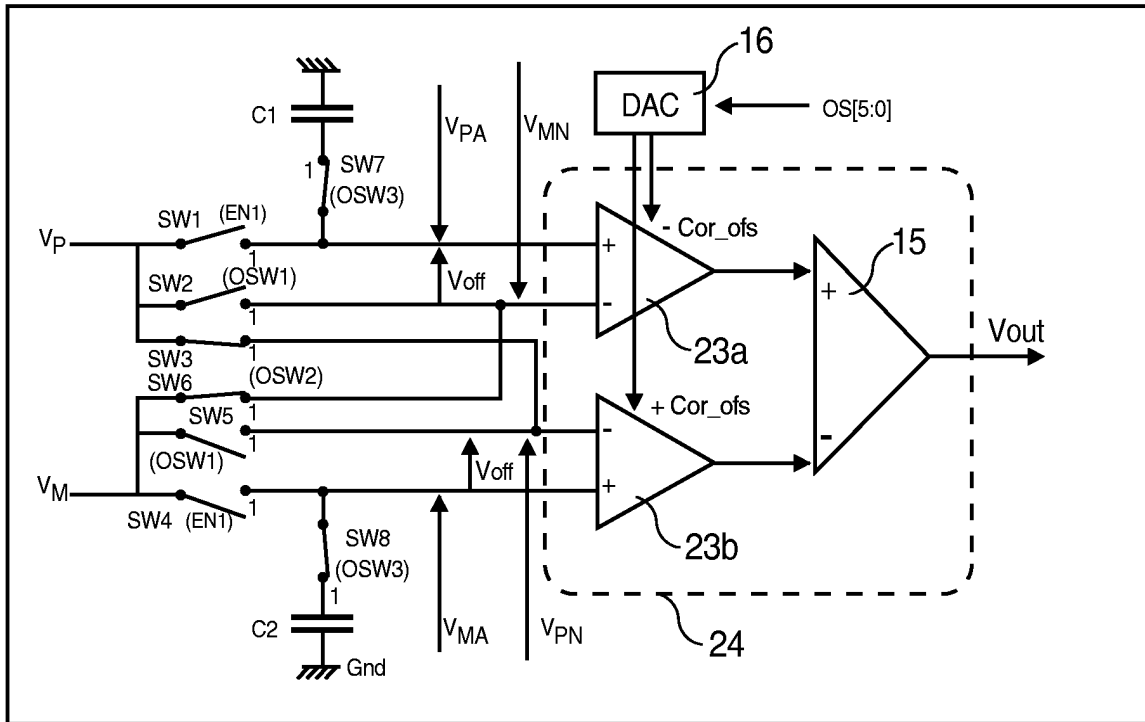 16
DAC
OS[5:0]
C1
VPA
VMN
1
SW7
(OSW3)
SW1
(EN1)
- Cor_ofs
15
VP
1
+
SW2
(OSW1)
Voff
+
1
-
23a
Vout
SW3
1
(OSW2)
SW6
1
+ Cor_ofs
SW5
-
-
(OSW1)
1
Voff
VM
1
+
SW4
(EN1)
23b
SW8
(OSW3)
1
C2
VMA
VPN
24
Gnd